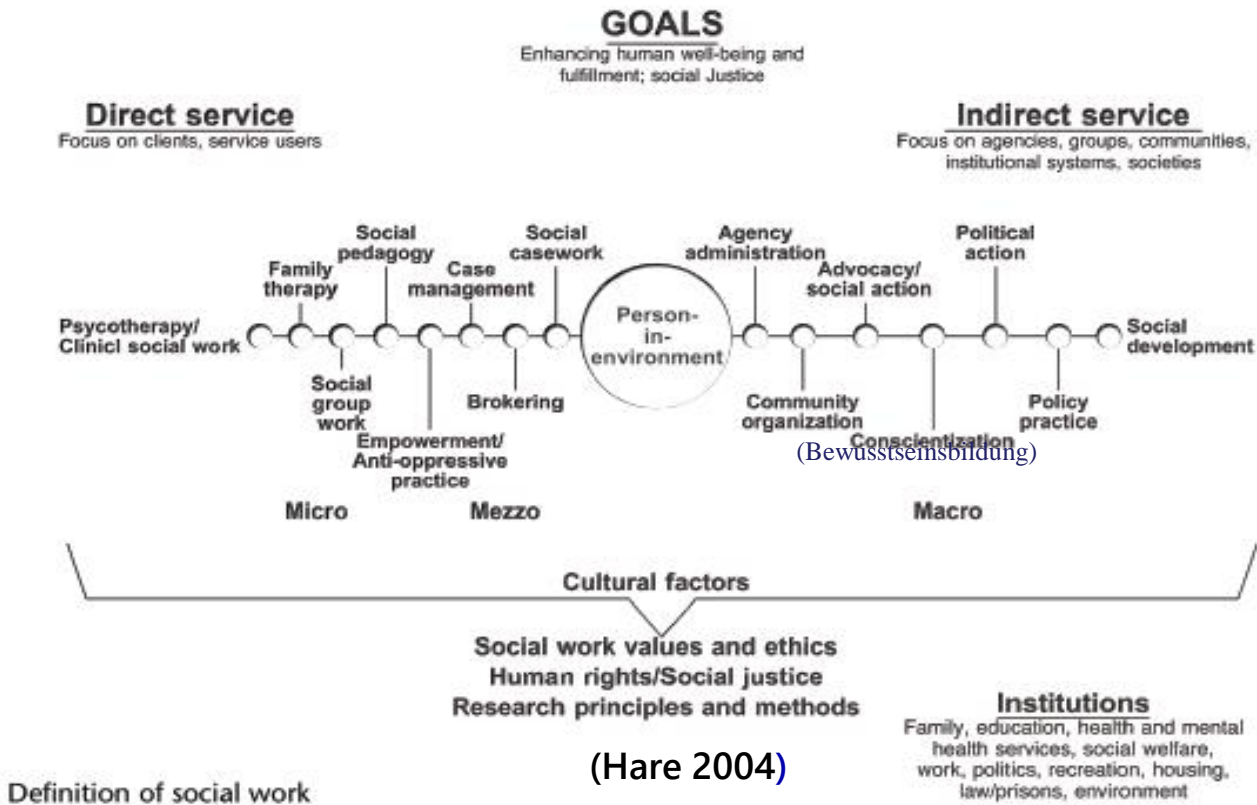 GOALS
Enhancing human well-being and
fulfillment; social Justice
Direct service
Focus on clients, service users
Indirect service
Focus on agencies, groups, communities,
institutional systems, societies
Psycotherapy/
Clinicl social work
Family
therapy
Social
group
work
Social
pedagogy
Empowerment/
Anti-oppressive
practice
Case
management
Brokering
Social
casework
Person-
in-
environment
Agency
administration
Community
organization
Advocacy/
social action
Conscientization
(Bewusstseinsbildung)
Political
action
Policy
practice
Social
development
Micro
Mezzo
Macro
Cultural factors
Social work values and ethics
Human rights/Social justice
Research principles and methods
(Hare 2004)
Institutions
Family, education, health and mental
health services, social welfare,
work, politics, recreation, housing,
law/prisons, environment
Definition of social work